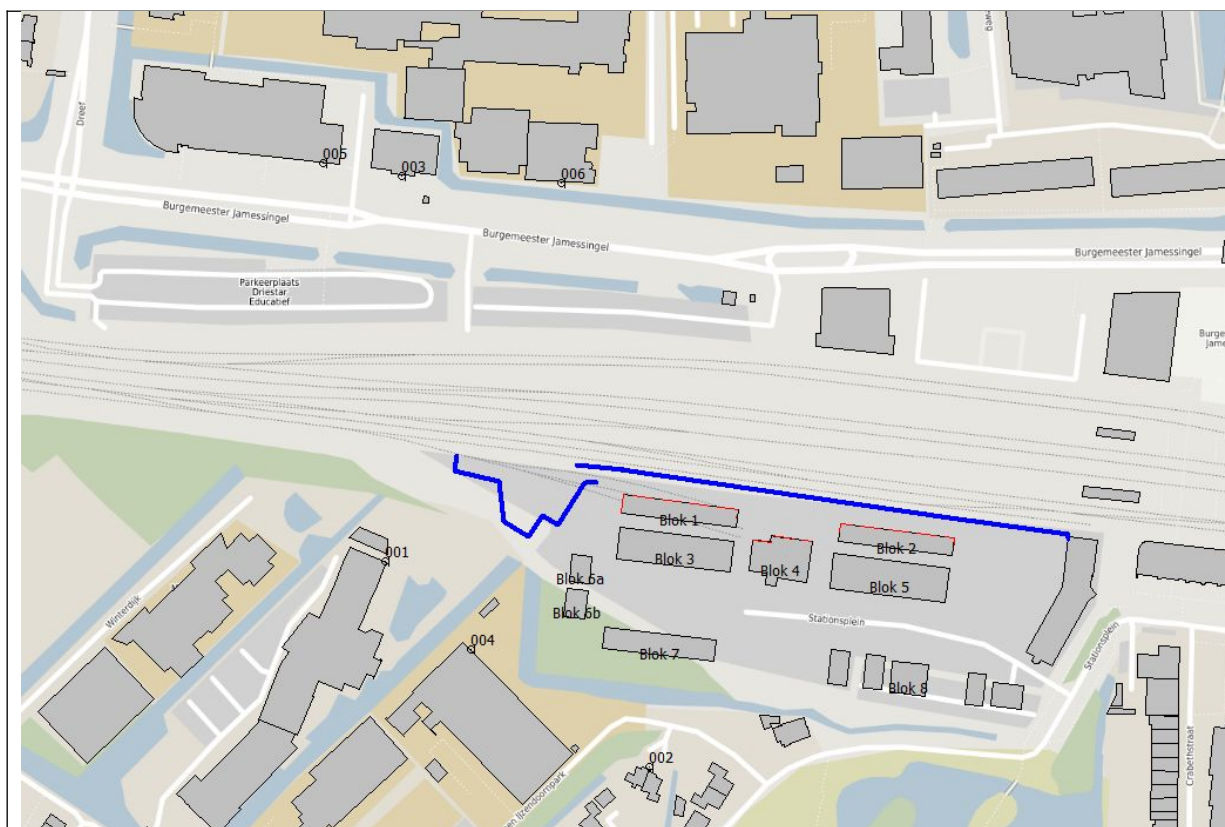 Dreef
005
003
006
Burgemeester Jamessingel
Burgemeester Jamessingel
Burgemeester Jamessingel
Parkeerplaats
Driestar
Educatief
Blok 1
Blok 2
Blok 3
Blok 4
Blok 5
001
Blok 6a
Blok 6b
Winterdijk
Stationsplein
004
Blok 7
Stationsplein
Blok 8
002
Crabethstraat
en IJzendoornpark